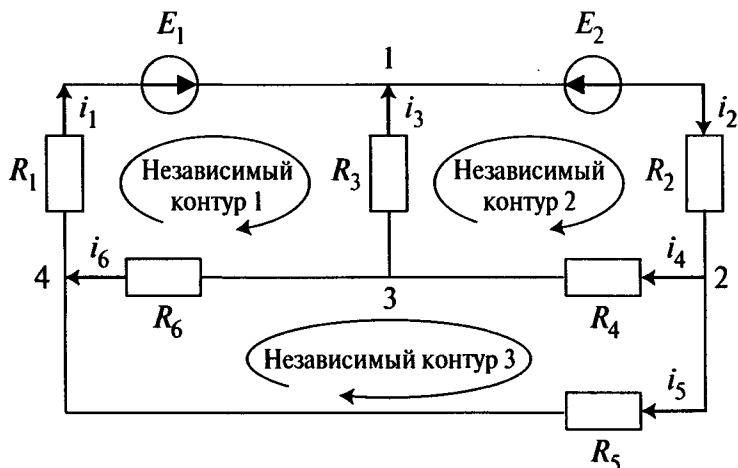 E1
E2
1
i1
i3
i2
R1
Независимый
контур 1
R3
Независимый
контур 2
R2
4
i6
i4
2
R6
3
R4
Независимый контур 3
i5
R5